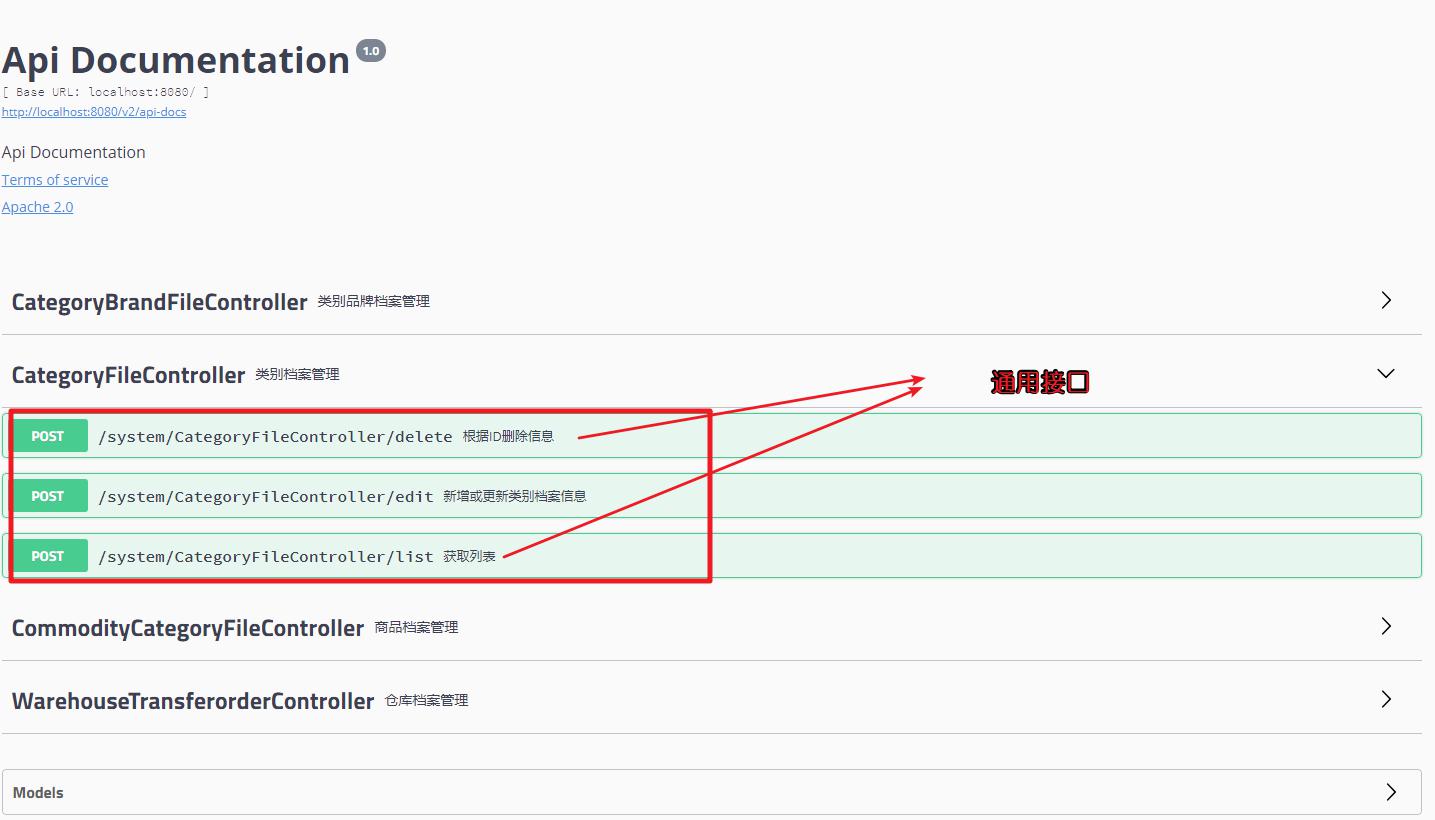 Api Documentation 1.0
[ Base URL: localhost:8080/ ]
http://localhost:8080/v2/api-docs
Api Documentation
Terms of service
Apache 2.0
CategoryBrandFileController 类别品牌档案管理
CategoryFileController 类别档案管理
通用接口
POST /system/CategoryFileController/delete 根据ID删除信息
POST /system/CategoryFileController/edit 新增或更新类别档案信息
POST /system/CategoryFileController/list 获取列表
CommodityCategoryFileController 商品档案管理
WarehouseTransferorderController 仓库档案管理
Models